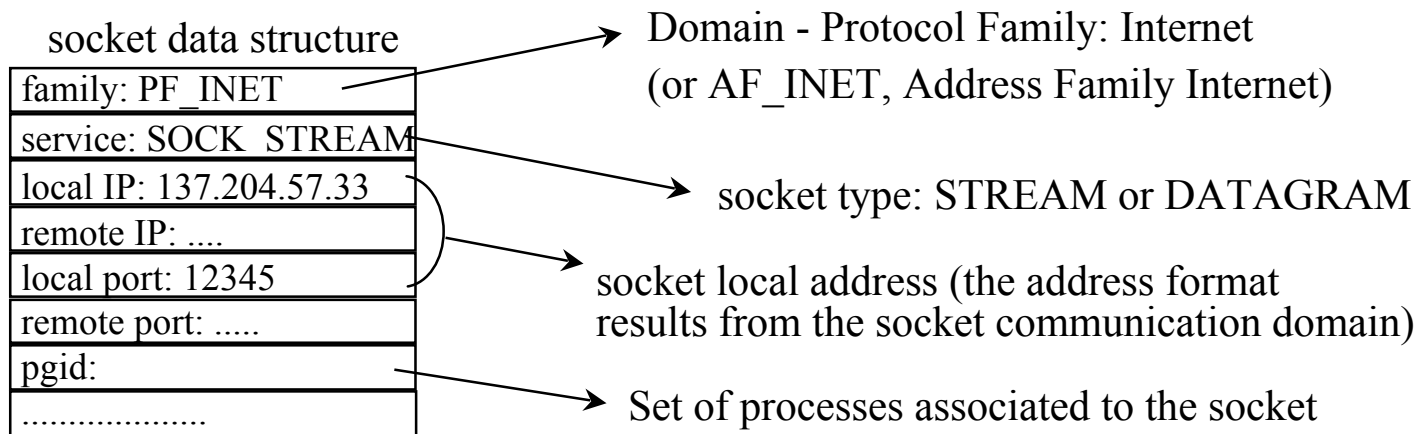 socket data structure
family: PF_INET
service: SOCK_STREAM
local IP: 137.204.57.33
remote IP: ....
local port: 12345
remote port: .....
pgid:
....................
Domain - Protocol Family: Internet
(or AF_INET, Address Family Internet)
socket type: STREAM or DATAGRAM
socket local address (the address format
results from the socket communication domain)
Set of processes associated to the socket